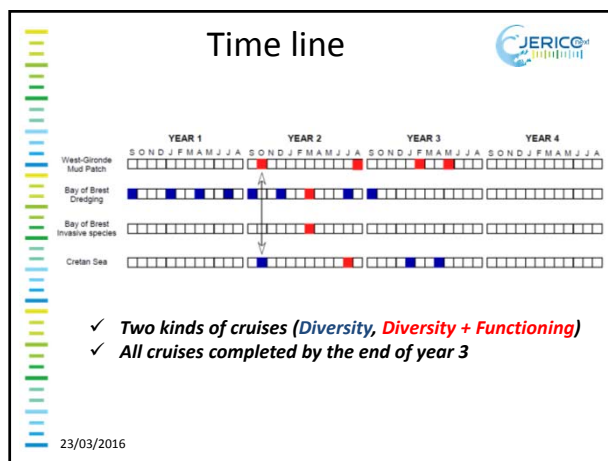 Time line
JERICO next
YEAR 1 YEAR 2 YEAR 3 YEAR 4
S O N D J F M A M J J A S O N D J F M A M J J A S O N D J F M A M J J A S O N D J F M A M J J A
West-Gironde
Mud Patch
Bay of Brest
Dredging
Bay of Brest
Invasive species
Cretan Sea
✓ Two kinds of cruises (Diversity, Diversity + Functioning)
✓ All cruises completed by the end of year 3
23/03/2016